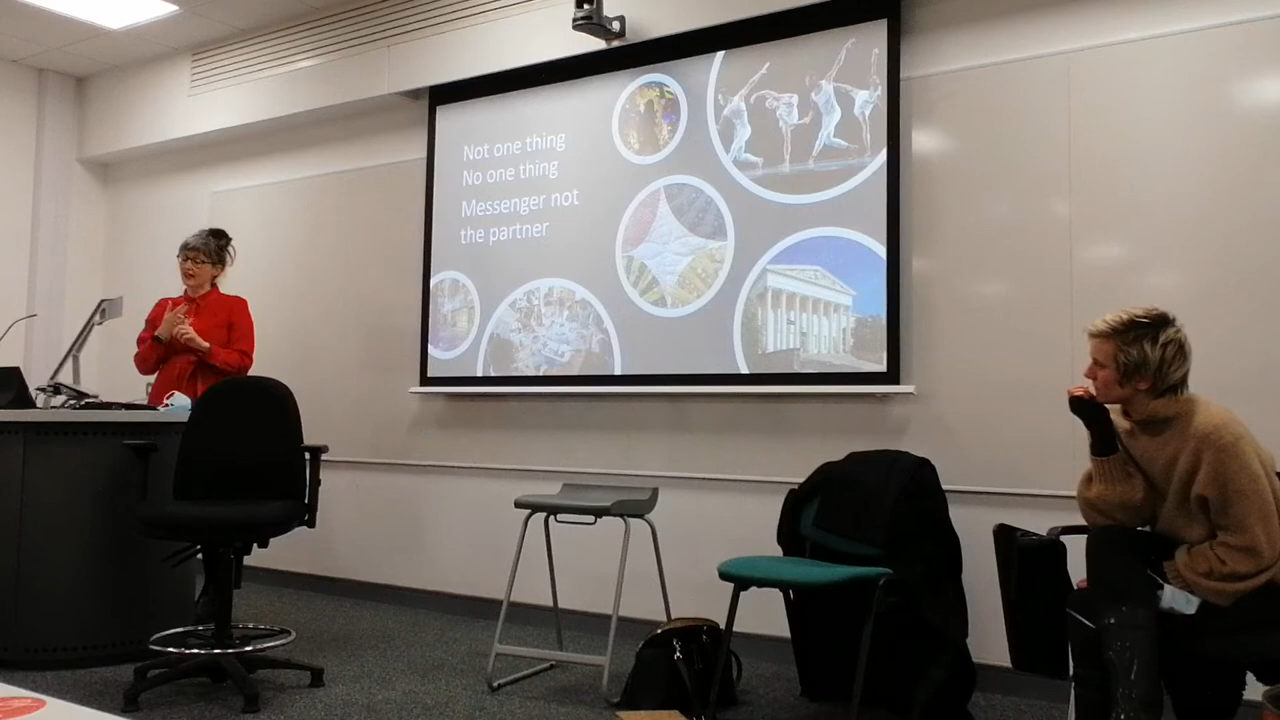 Not one thing
No one thing
Messenger not
the partner